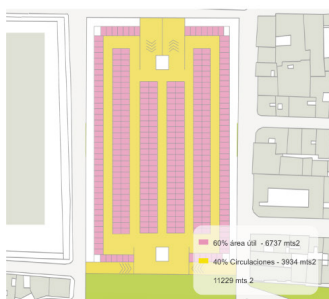 60% área útil - 6737 mts2
40% Circulaciones - 3934 mts2
11229 mts 2